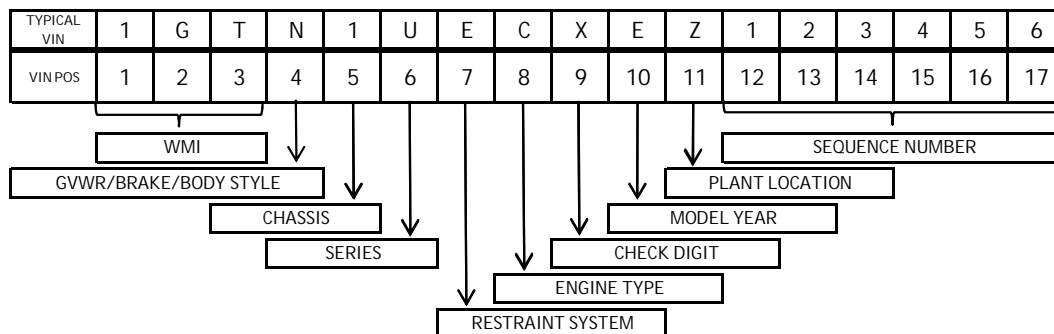 TYPICAL VIN 1 G T N 1 U E C X E Z 1 2 3 4 5 6
VIN POS 1 2 3 4 5 6 7 8 9 10 11 12 13 14 15 16 17
WMI SEQUENCE NUMBER
GVWR/BRAKE/BODY STYLE PLANT LOCATION
CHASSIS MODEL YEAR
SERIES CHECK DIGIT
ENGINE TYPE
RESTRAINT SYSTEM